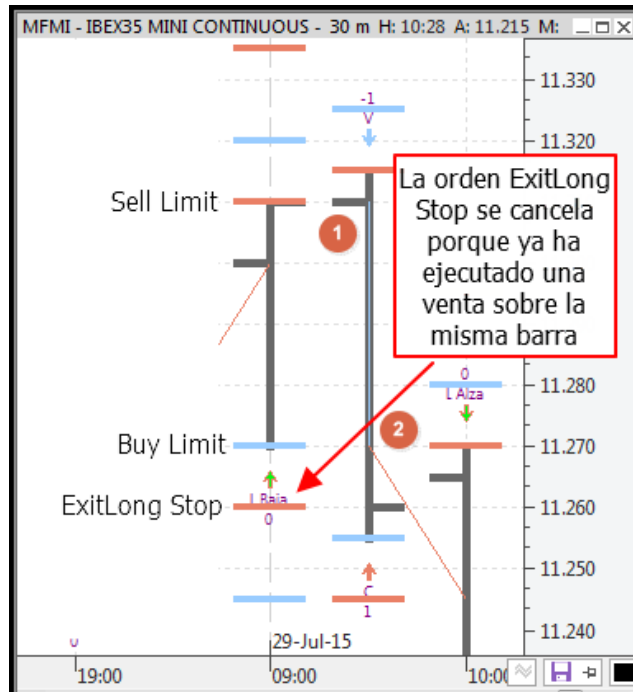 MFMI - IBEX35 MINI CONTINUOUS - 30 m H: 10:28 A: 11.215 M:
11.330
-1
V
11.320
Sell Limit
1
La orden ExitLong
Stop se cancela
porque ya ha
ejecutado una
venta sobre la
misma barra
0
L Alza
11.280
2
Buy Limit
11.270
L Baja
0
ExitLong Stop
11.260
C
1
11.250
11.240
29-Jul-15
19:00
09:00
10:00